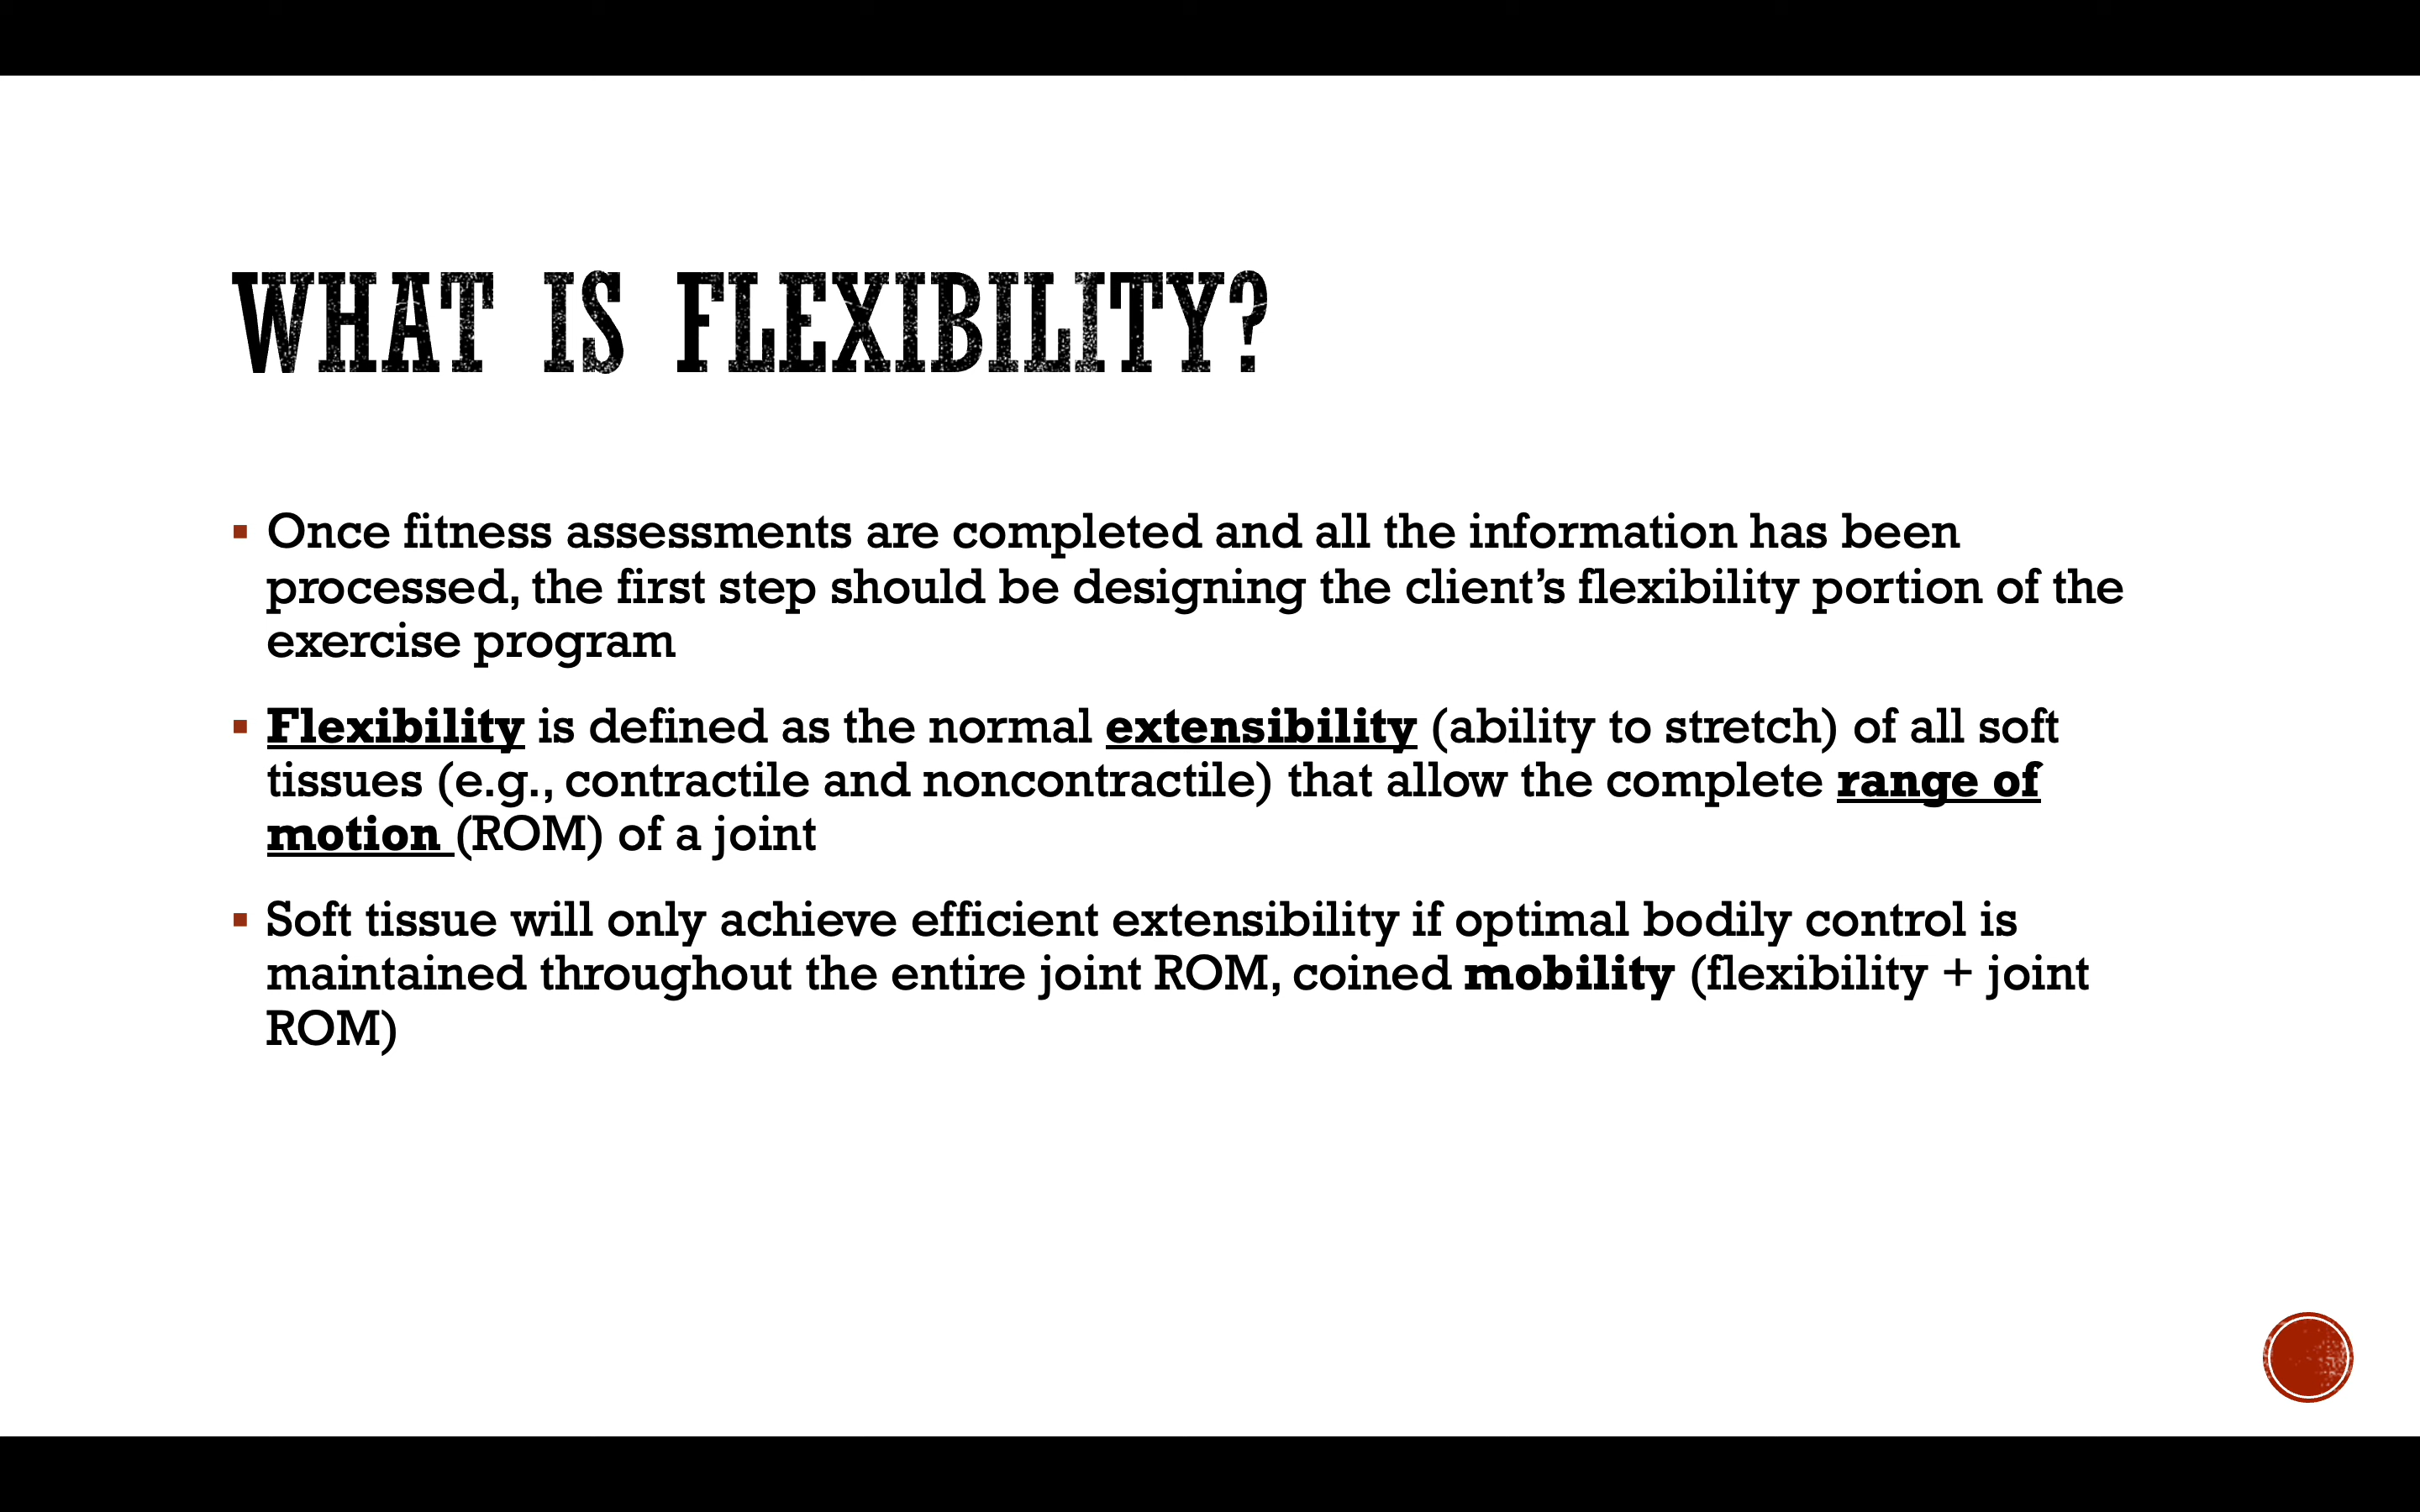 WHAT IS FLEXIBILITY?
▪ Once fitness assessments are completed and all the information has been
processed, the first step should be designing the client’s flexibility portion of the
exercise program
▪ Flexibility is defined as the normal extensibility (ability to stretch) of all soft
tissues (e.g., contractile and noncontractile) that allow the complete range of
motion (ROM) of a joint
▪ Soft tissue will only achieve efficient extensibility if optimal bodily control is
maintained throughout the entire joint ROM, coined mobility (flexibility + joint
ROM)